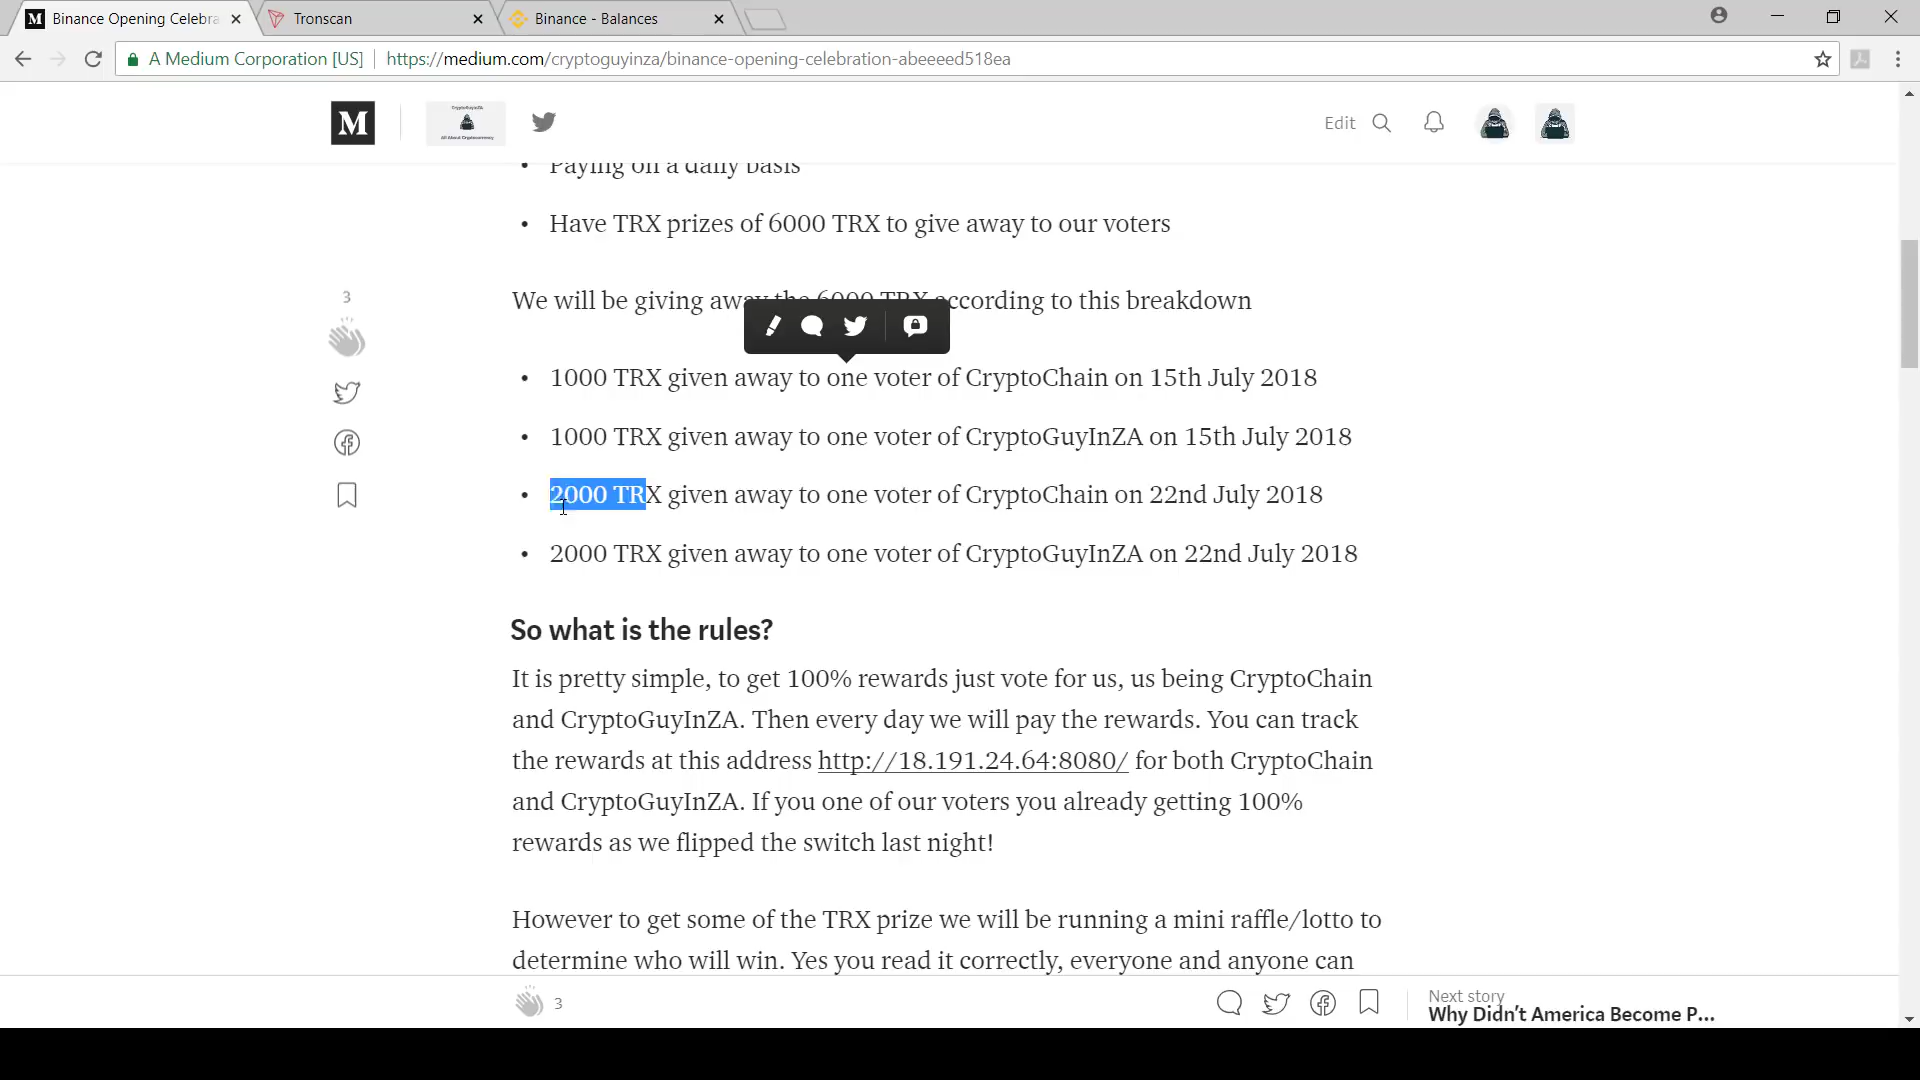 Binance Opening Celebra
Tronscan
Binance - Balances
A Medium Corporation [US]
https://medium.com/cryptoguyinza/binance-opening-celebration-abeeeed518ea
M
CryptoGuyInZA
All About Cryptocurrency
Edit
Paying on a daily basis
Have TRX prizes of 6000 TRX to give away to our voters
We will be giving away the 6000 TRX according to this breakdown
3
1000 TRX given away to one voter of CryptoChain on 15th July 2018
1000 TRX given away to one voter of CryptoGuyInZA on 15th July 2018
2000 TRX given away to one voter of CryptoChain on 22nd July 2018
2000 TRX given away to one voter of CryptoGuyInZA on 22nd July 2018
So what is the rules?
It is pretty simple, to get 100% rewards just vote for us, us being CryptoChain
and CryptoGuyInZA. Then every day we will pay the rewards. You can track
the rewards at this address http://18.191.24.64:8080/ for both CryptoChain
and CryptoGuyInZA. If you one of our voters you already getting 100%
rewards as we flipped the switch last night!
However to get some of the TRX prize we will be running a mini raffle/lotto to
determine who will win. Yes you read it correctly, everyone and anyone can
3
Next story
Why Didn't America Become P...